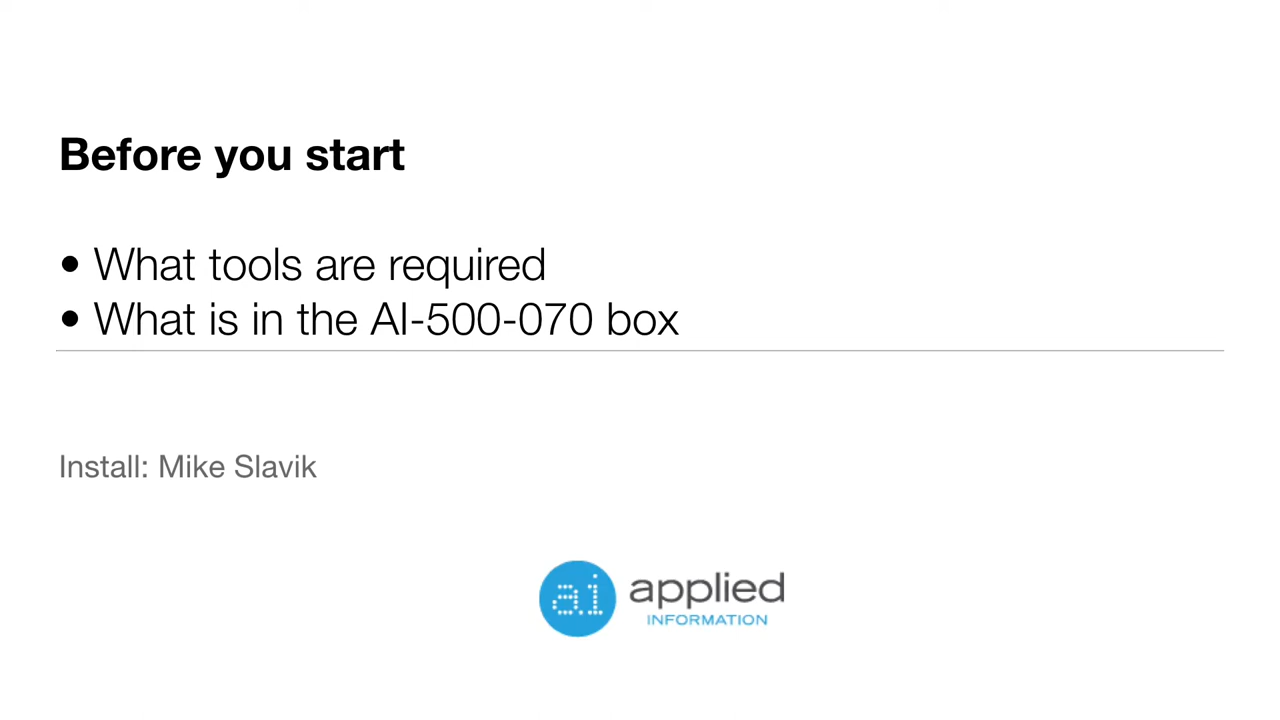 Before you start
• What tools are required
• What is in the AI-500-070 box
Install: Mike Slavik
ai
applied
INFORMATION